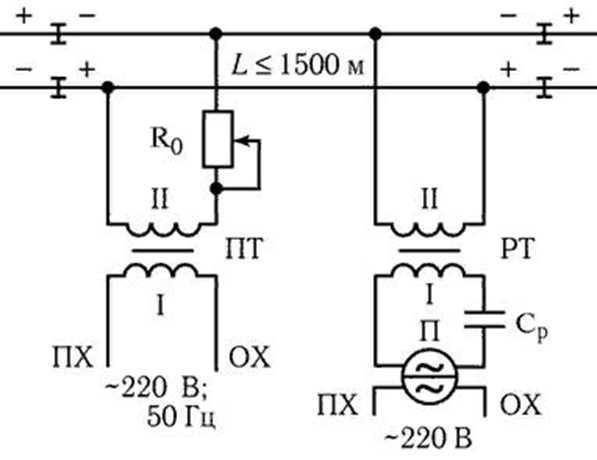 + − − +
L ≤ 1500 м
− + + −
R₀
II II
ПТ РТ
I I
П Cр
ПХ ОХ
~220 В;
50 Гц
ПХ ОХ
~220 В